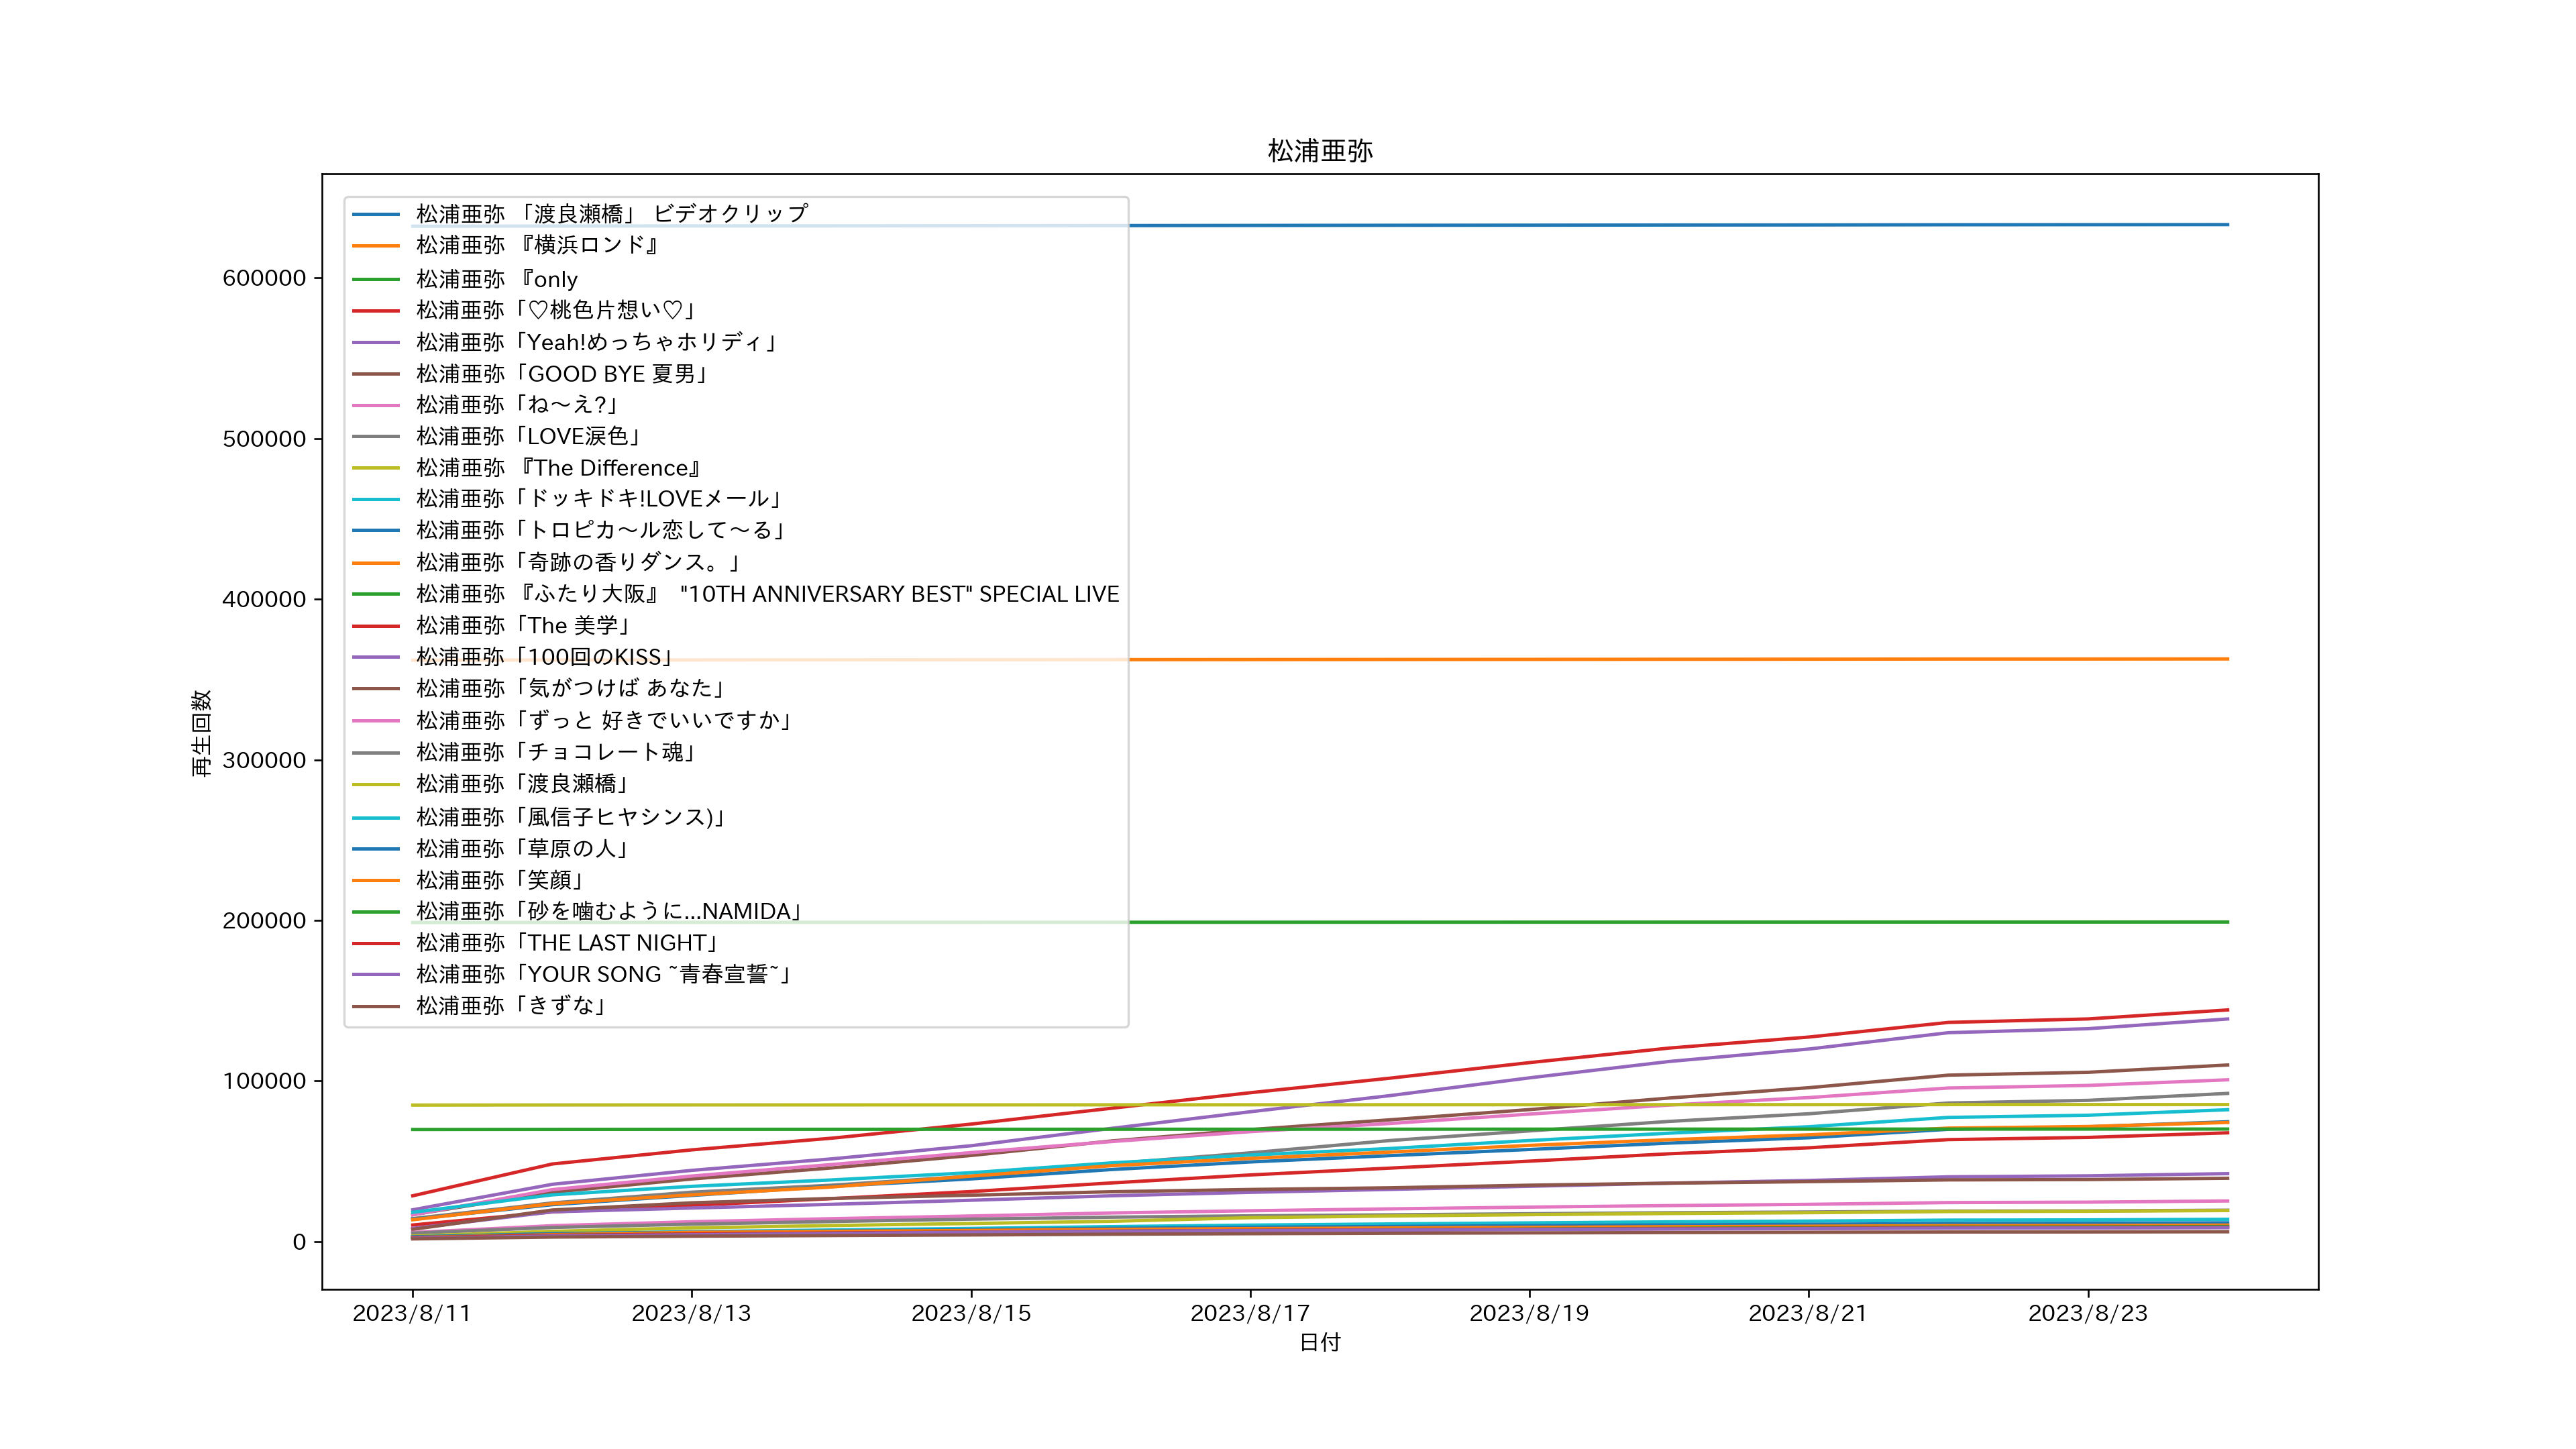 松浦亜弥
松浦亜弥 「渡良瀬橋」 ビデオクリップ
松浦亜弥 『横浜ロンド』
松浦亜弥 『only
松浦亜弥「♡桃色片想い♡」
松浦亜弥「Yeah!めっちゃホリディ」
松浦亜弥「GOOD BYE 夏男」
松浦亜弥「ね〜え?」
松浦亜弥「LOVE涙色」
松浦亜弥 『The Difference』
松浦亜弥「ドッキドキ!LOVEメール」
松浦亜弥「トロピカ〜ル恋して〜る」
松浦亜弥「奇跡の香りダンス。」
松浦亜弥 『ふたり大阪』 "10TH ANNIVERSARY BEST" SPECIAL LIVE
松浦亜弥「The 美学」
松浦亜弥「100回のKISS」
松浦亜弥「気がつけば あなた」
松浦亜弥「ずっと 好きでいいですか」
松浦亜弥「チョコレート魂」
松浦亜弥「渡良瀬橋」
松浦亜弥「風信子ヒヤシンス)」
松浦亜弥「草原の人」
松浦亜弥「笑顔」
松浦亜弥「砂を噛むように…NAMIDA」
松浦亜弥「THE LAST NIGHT」
松浦亜弥「YOUR SONG ~青春宣誓~」
松浦亜弥「きずな」
再生回数
600000
500000
400000
300000
200000
100000
0
2023/8/11
2023/8/13
2023/8/15
2023/8/17
2023/8/19
2023/8/21
2023/8/23
日付